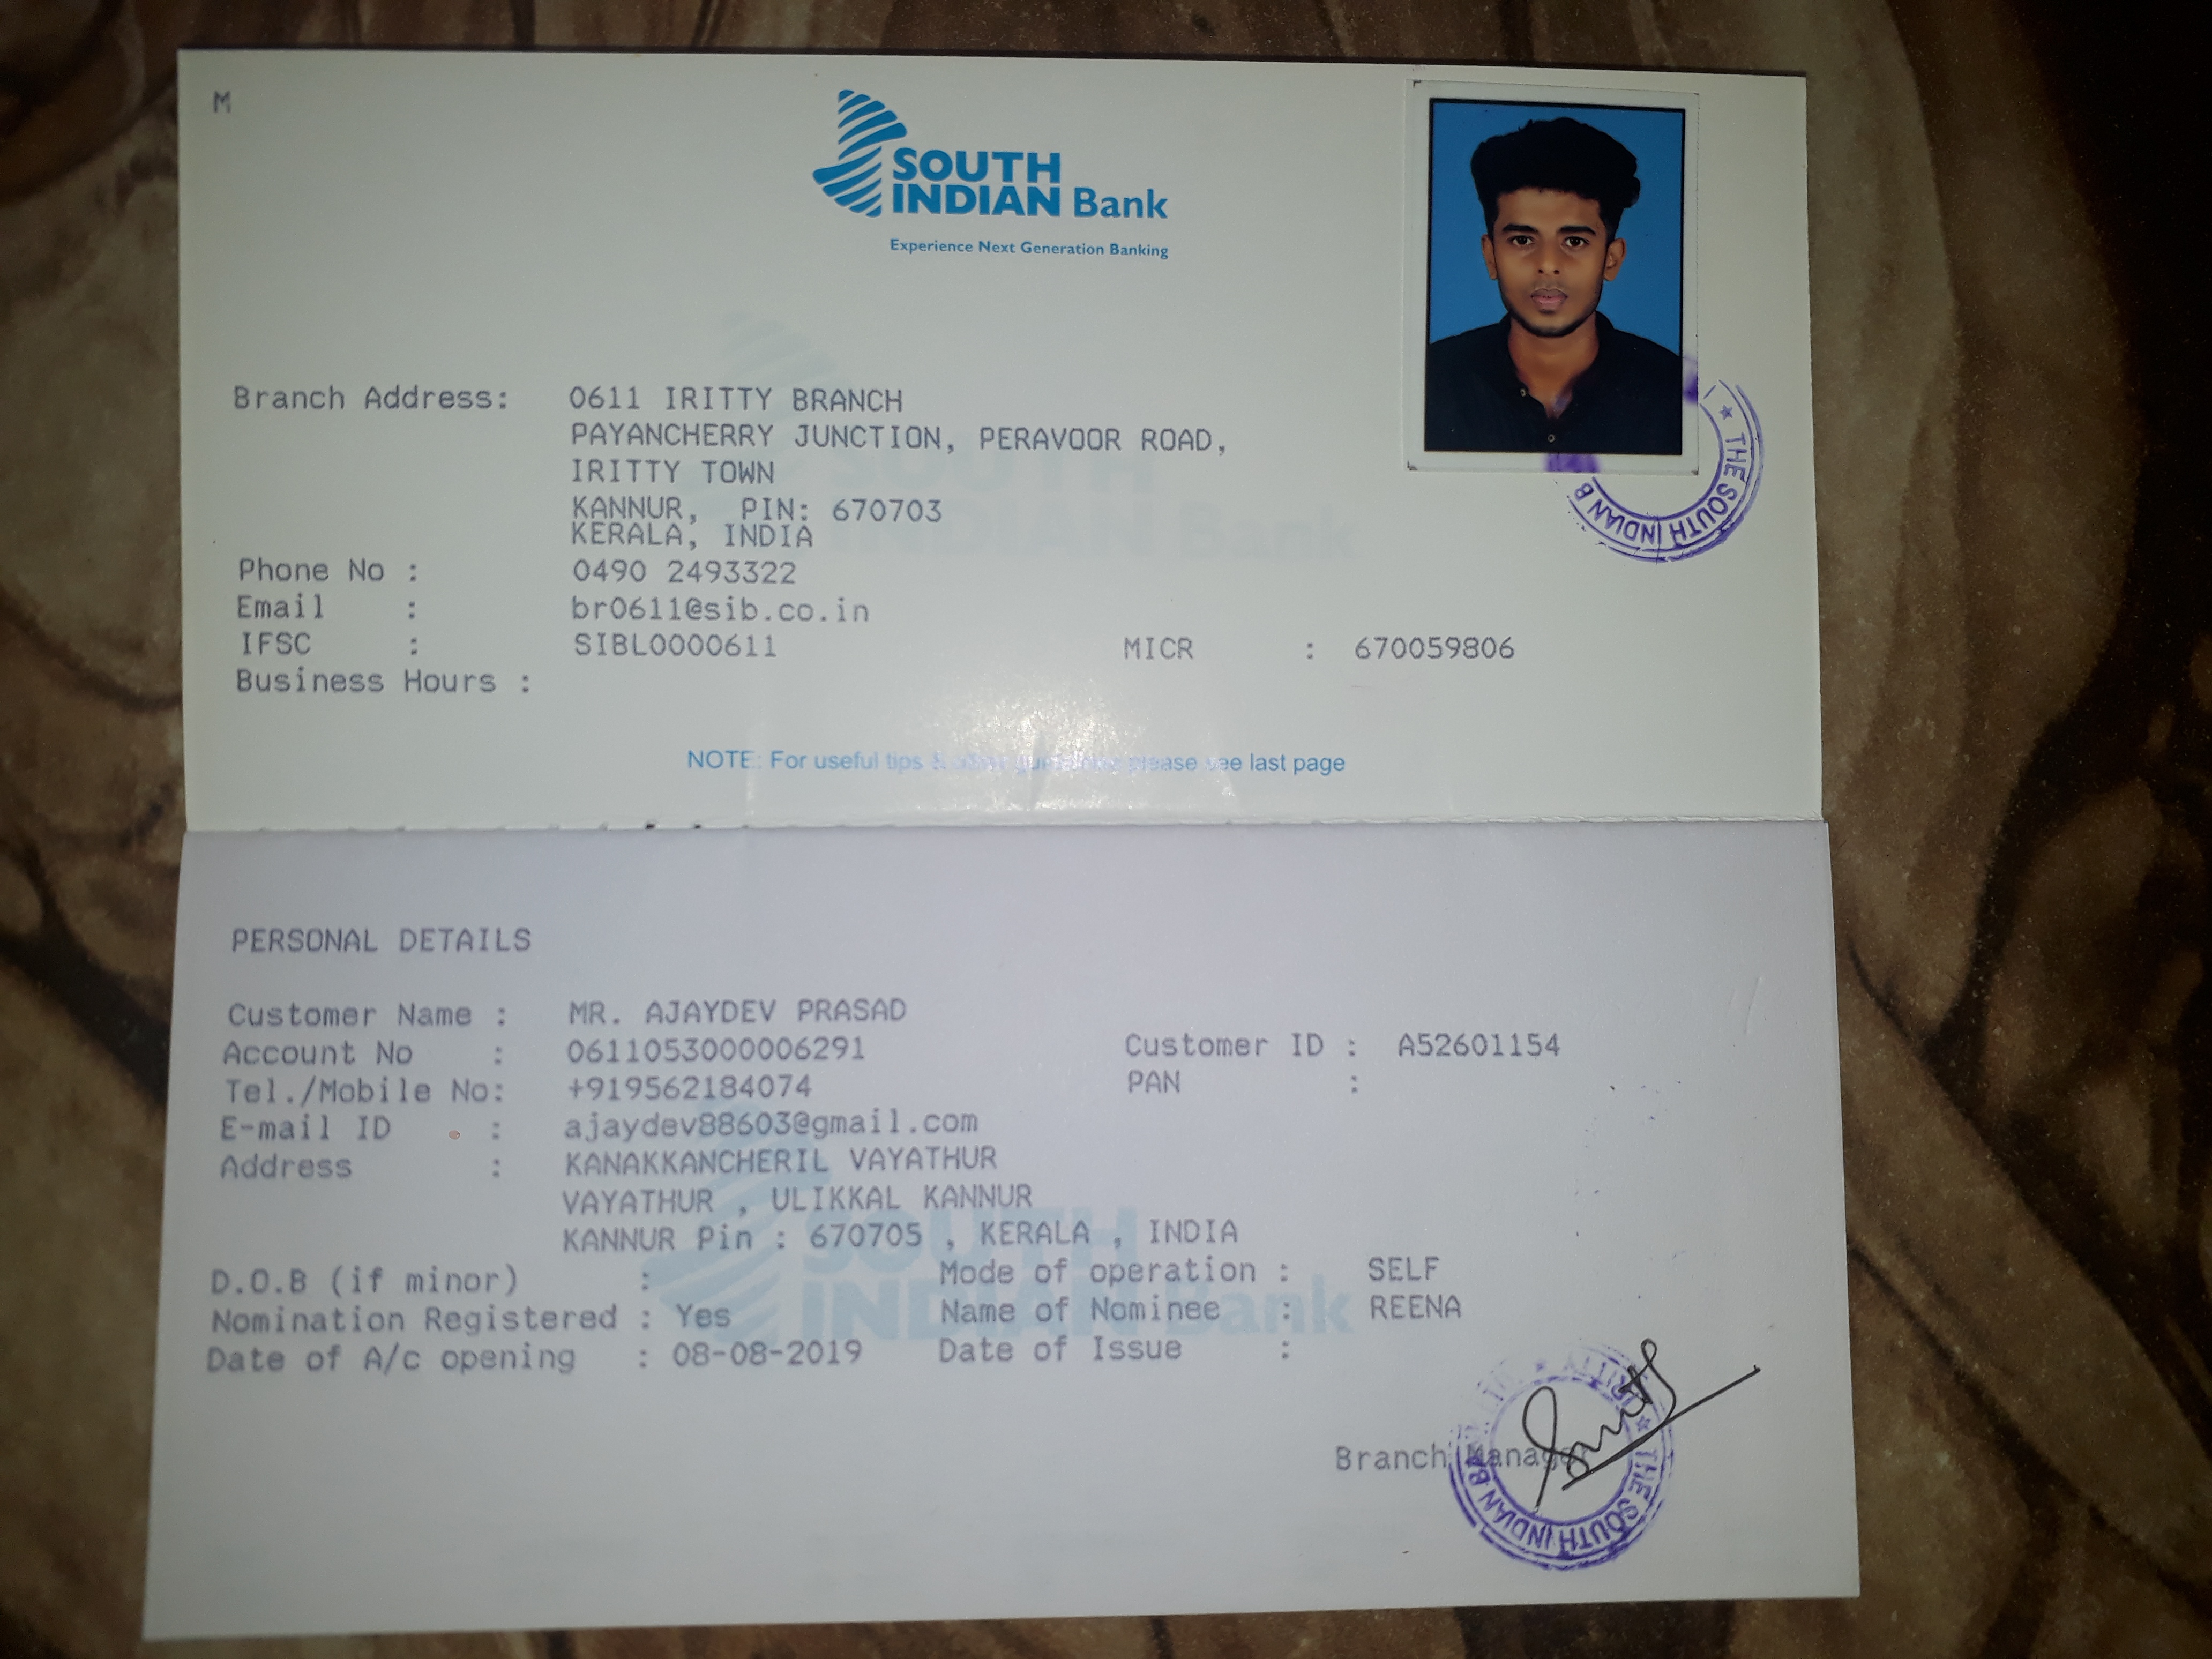 M
SOUTH
INDIAN Bank
Experience Next Generation Banking
Branch Address: 0611 IRITTY BRANCH
PAYANCHERRY JUNCTION, PERAVOOR ROAD,
IRITTY TOWN
KANNUR, PIN: 670703
KERALA, INDIA
Phone No : 0490 2493322
Email : br0611@sib.co.in
IFSC : SIBL0000611 MICR : 670059806
Business Hours :
THE SOUTH INDIAN B
NOTE: For useful tips & please see last page
PERSONAL DETAILS
Customer Name : MR. AJAYDEV PRASAD
Account No : 0611053000006291 Customer ID : A52601154
Tel./Mobile No: +919562184074 PAN :
E-mail ID : ajaydev88603@gmail.com
Address : KANAKKANCHERIL VAYATHUR
VAYATHUR , ULIKKAL KANNUR
KANNUR Pin : 670705 , KERALA , INDIA
D.O.B (if minor) : Mode of operation : SELF
Nomination Registered : Yes Name of Nominee : REENA
Date of A/c opening : 08-08-2019 Date of Issue :
Branch Manager
THE SOUTH INDIAN B